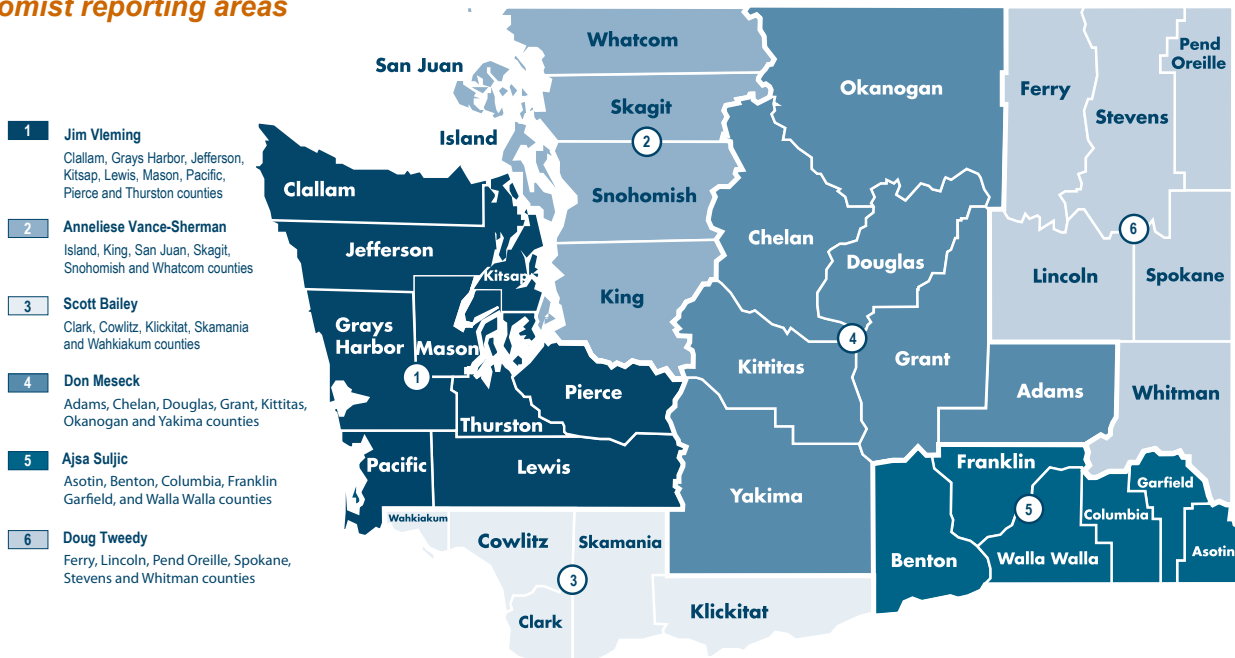 omist reporting areas
1
Jim Vleming
Clallam, Grays Harbor, Jefferson,
Kitsap, Lewis, Mason, Pacific,
Pierce and Thurston counties
2
Anneliese Vance-Sherman
Island, King, San Juan, Skagit,
Snohomish and Whatcom counties
3
Scott Bailey
Clark, Cowlitz, Klickitat, Skamania
and Wahkiakum counties
4
Don Meseck
Adams, Chelan, Douglas, Grant, Kittitas,
Okanogan and Yakima counties
5
Ajsa Suljic
Asotin, Benton, Columbia, Franklin
Garfield, and Walla Walla counties
6
Doug Tweedy
Ferry, Lincoln, Pend Oreille, Spokane,
Stevens and Whitman counties
Whatcom
San Juan
Skagit
Island
2
Snohomish
King
Clallam
Jefferson
Kitsap
Grays
Harbor
Mason
1
Pierce
Thurston
Pacific
Lewis
Wahkiakum
Cowlitz
Skamania
3
Clark
Klickitat
Okanogan
Chelan
Douglas
4
Kittitas
Grant
Adams
Yakima
Ferry
Stevens
Pend
Oreille
6
Lincoln
Spokane
Whitman
Franklin
5
Benton
Walla Walla
Columbia
Garfield
Asotin